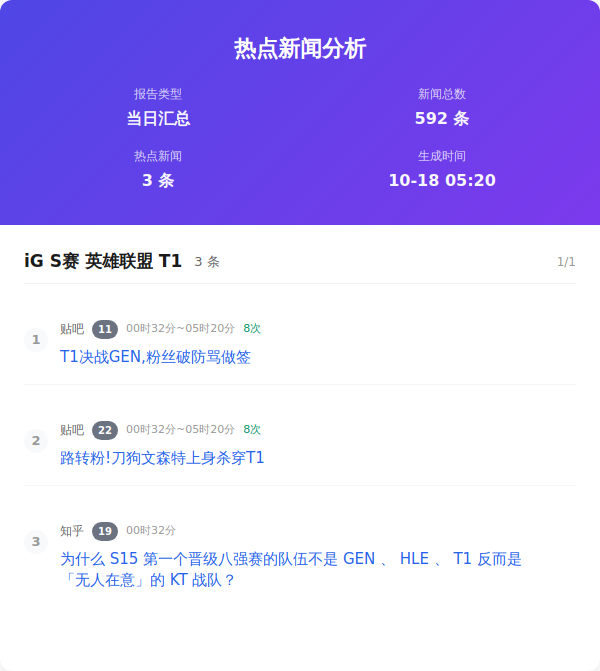 热点新闻分析
报告类型
当日汇总
新闻总数
592 条
热点新闻
3 条
生成时间
10-18 05:20
iG S赛 英雄联盟 T1 3 条 1/1
1
贴吧 11 00时32分~05时20分 8次
T1决战GEN,粉丝破防骂做签
2
贴吧 22 00时32分~05时20分 8次
路转粉!刀狗文森特上身杀穿T1
3
知乎 19 00时32分
为什么 S15 第一个晋级八强赛的队伍不是 GEN 、 HLE 、 T1 反而是
「无人在意」的 KT 战队？